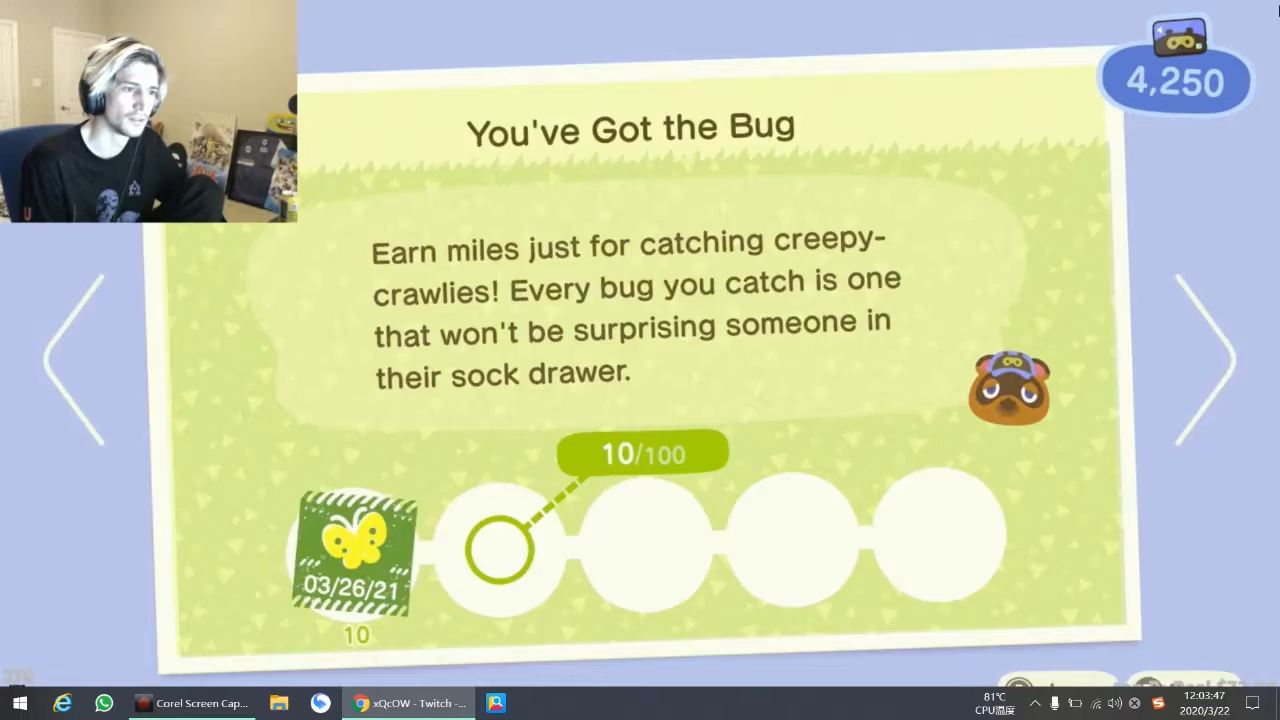 4,250
You've Got the Bug
Earn miles just for catching creepy-
crawlies! Every bug you catch is one
that won't be surprising someone in
their sock drawer.
10/100
03/26/21
10
Corel Screen Cap...
xQcOW - Twitch -...
81°C
CPU温度
12:03:47
2020/3/22